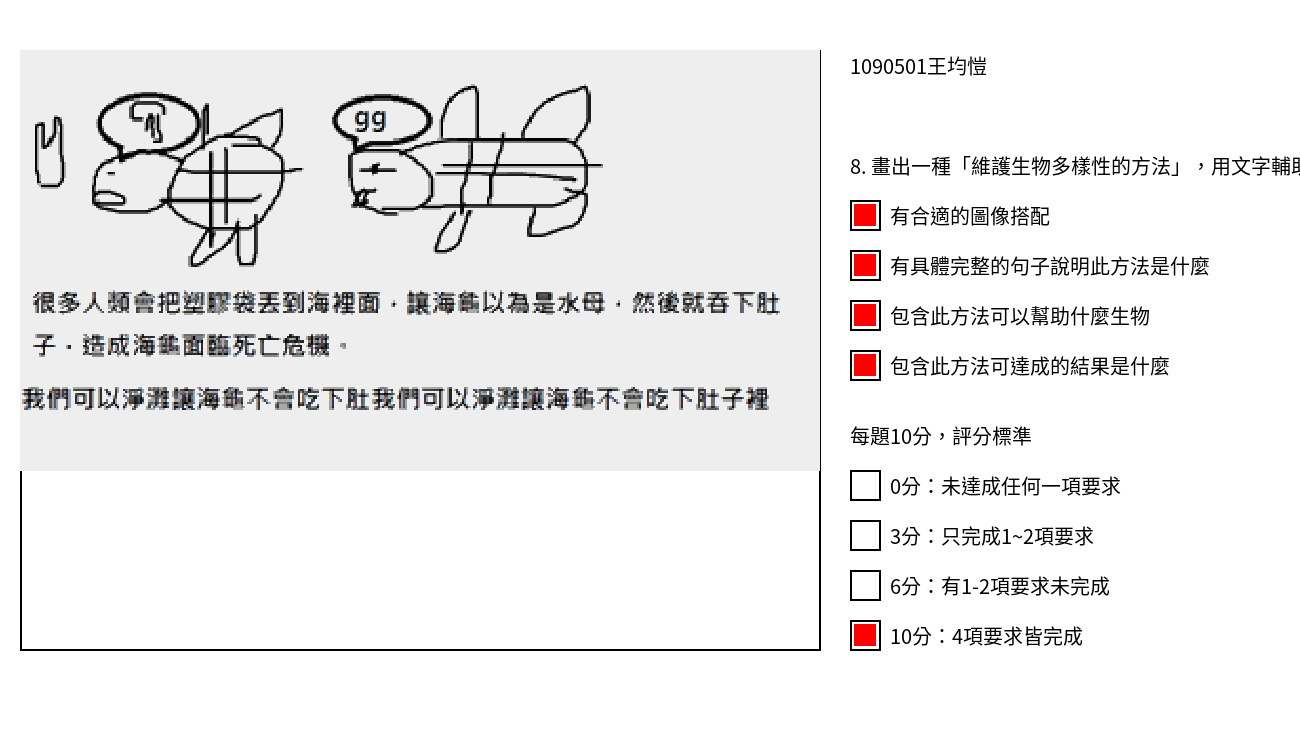 gg
很多人類會把塑膠袋丟到海裡面，讓海龜以為是水母，然後就吞下肚
子，造成海龜面臨死亡危機。
我們可以淨灘讓海龜不會吃下肚我們可以淨灘讓海龜不會吃下肚子裡
1090501王均愷
8. 畫出一種「維護生物多樣性的方法」，用文字輔
有合適的圖像搭配
有具體完整的句子說明此方法是什麼
包含此方法可以幫助什麼生物
包含此方法可達成的結果是什麼
每題10分，評分標準
0分：未達成任何一項要求
3分：只完成1~2項要求
6分：有1-2項要求未完成
10分：4項要求皆完成